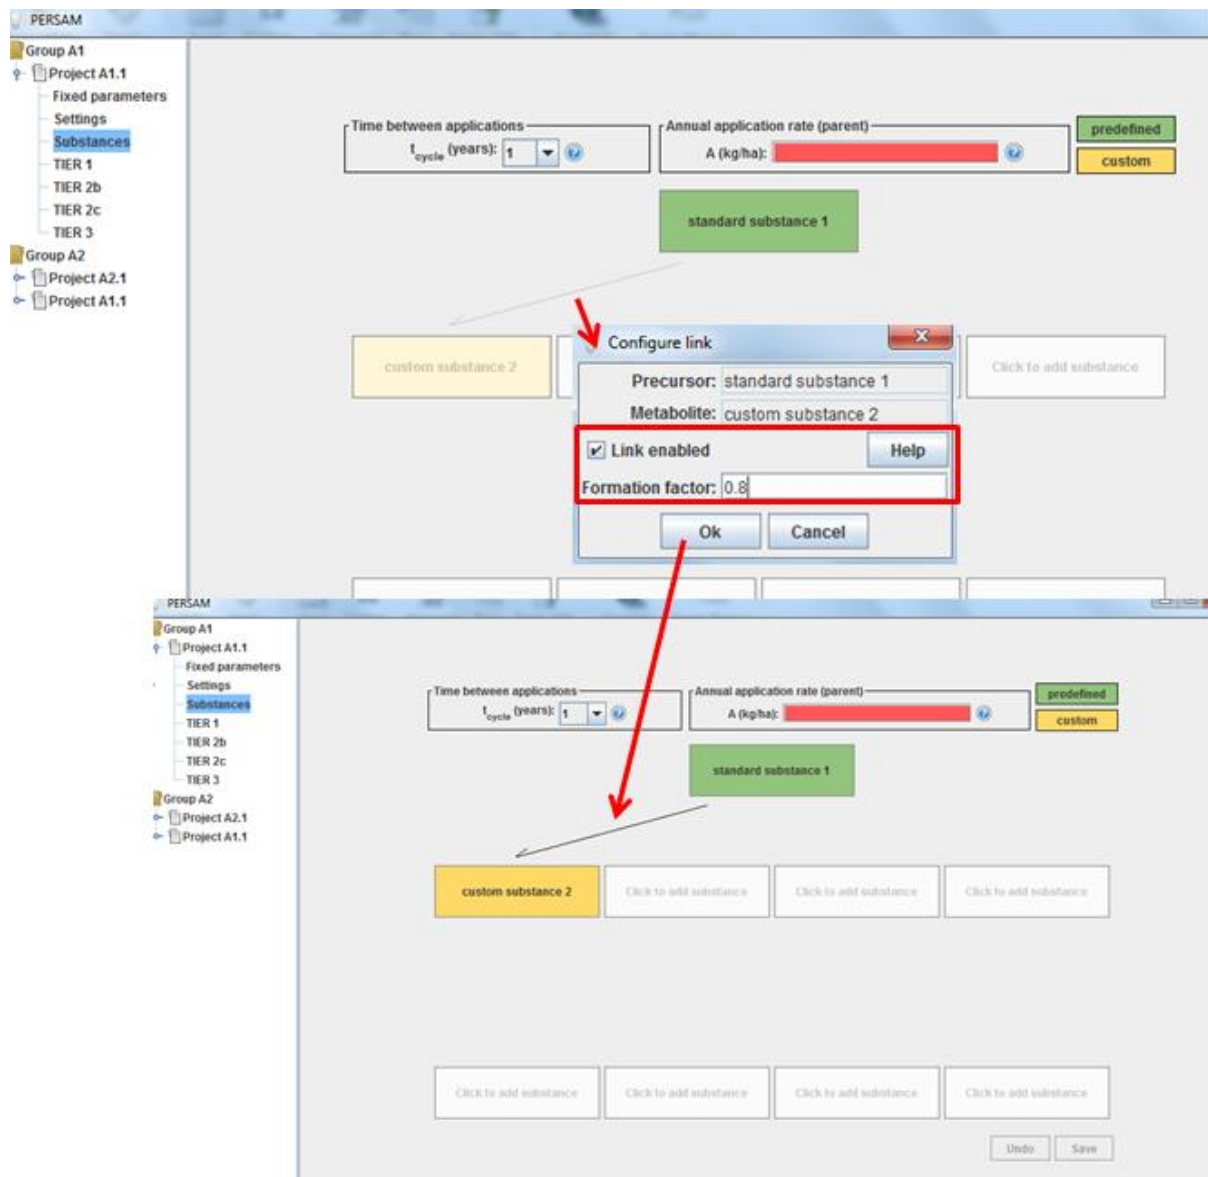 PERSAM
Group A1
Project A1.1
Fixed parameters
Settings
Substances
TIER 1
TIER 2b
TIER 2c
TIER 3
Group A2
Project A2.1
Project A1.1
Time between applications
tcycle (years): 1
Annual application rate (parent)
A (kg/ha):
predefined
custom
standard substance 1
custom substance 2
Click to add substance
Configure link
Precursor: standard substance 1
Metabolite: custom substance 2
Link enabled
Help
Formation factor: 0.8
Ok
Cancel
PERSAM
Group A1
Project A1.1
Fixed parameters
Settings
Substances
TIER 1
TIER 2b
TIER 2c
TIER 3
Group A2
Project A2.1
Project A1.1
Time between applications
tcycle (years): 1
Annual application rate (parent)
A (kg/ha):
predefined
custom
standard substance 1
custom substance 2
Click to add substance
Click to add substance
Click to add substance
Click to add substance
Click to add substance
Click to add substance
Click to add substance
Undo
Save